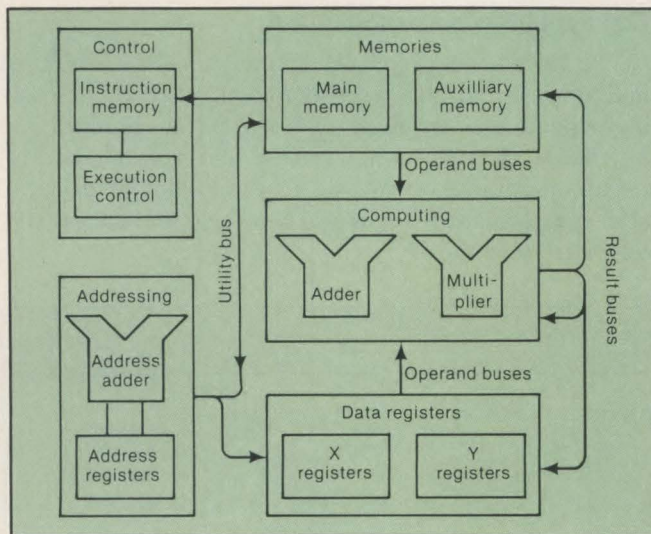 Control
Instruction
memory
Execution
control
Memories
Main
memory
Auxilliary
memory
Operand buses
Utility bus
Computing
Adder
Multi-
plier
Result buses
Addressing
Address
adder
Address
registers
Operand buses
Data registers
X
registers
Y
registers